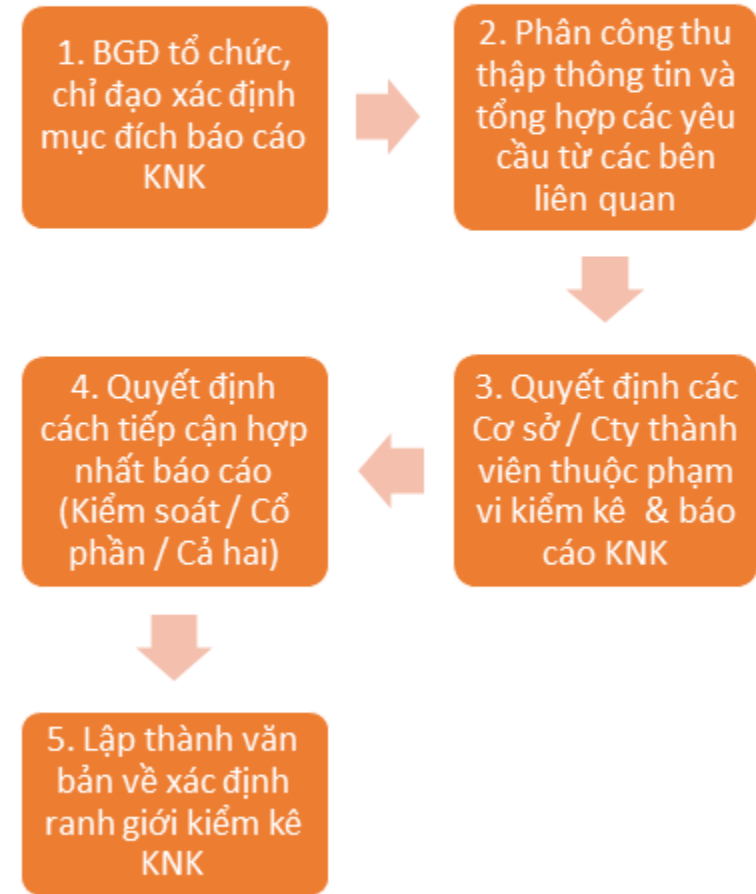 1. BGĐ tổ chức,
chỉ đạo xác định
mục đích báo cáo
KNK
2. Phân công thu
thập thông tin và
tổng hợp các yêu
cầu từ các bên
liên quan
3. Quyết định các
Cơ sở / Cty thành
viên thuộc phạm
vi kiểm kê & báo
cáo KNK
4. Quyết định
cách tiếp cận hợp
nhất báo cáo
(Kiểm soát / Cổ
phần / Cả hai)
5. Lập thành văn
bản về xác định
ranh giới kiểm kê
KNK